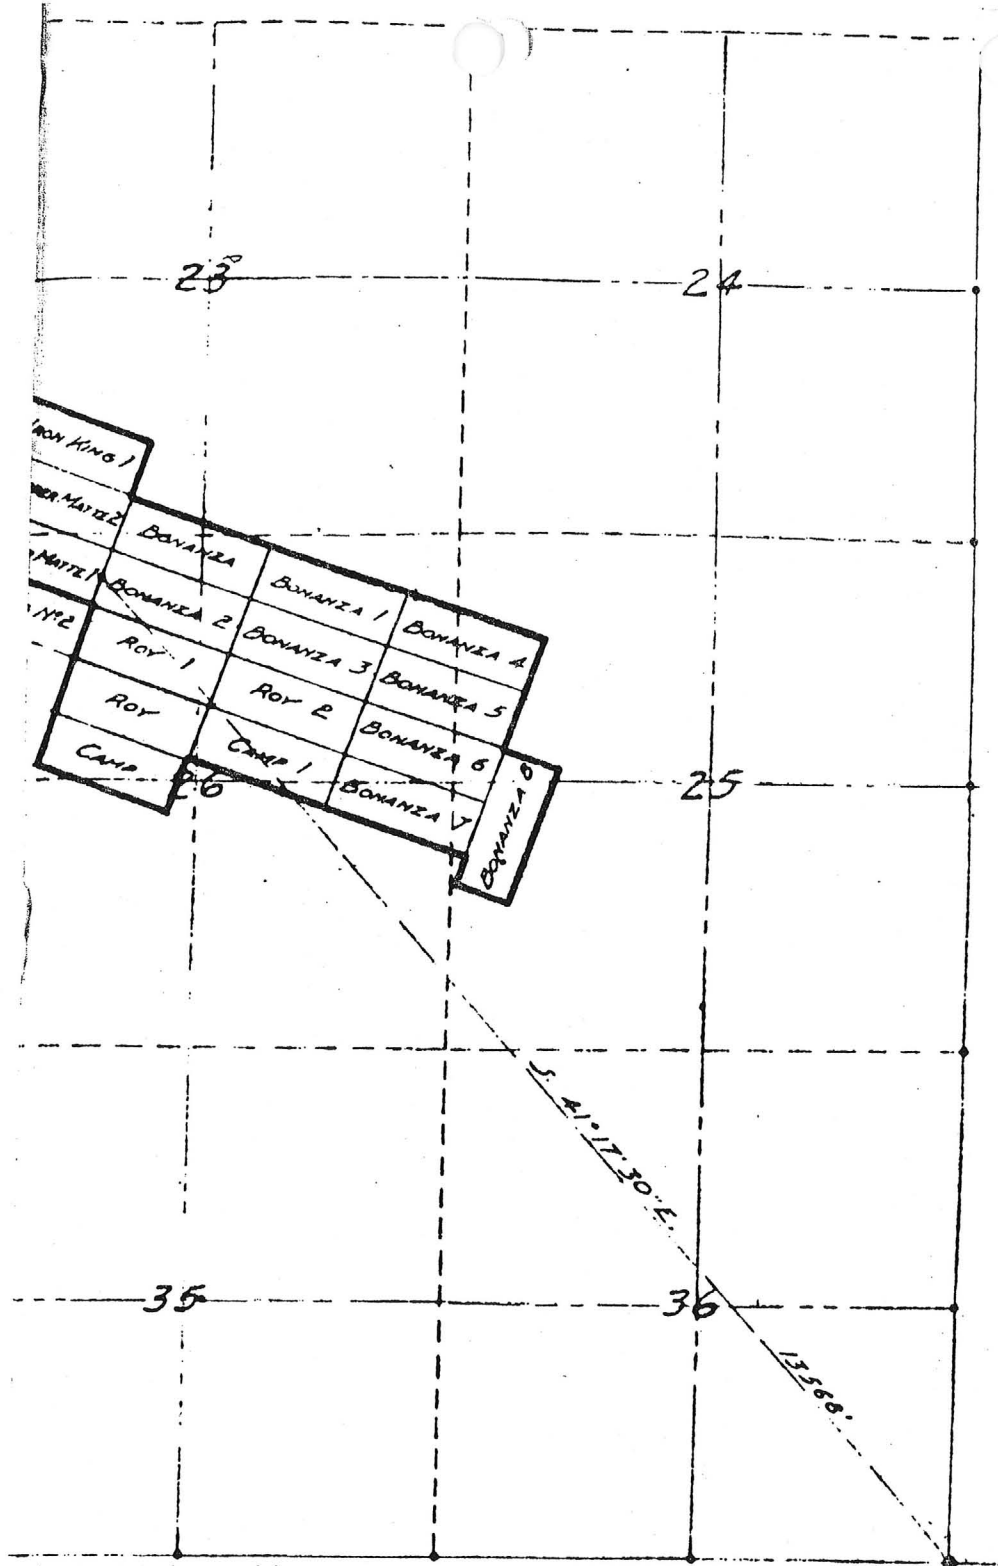 23
24
IRON KING 1
MATTE 2
BONANZA
BONANZA 1
BONANZA 4
MATTE 1
BONANZA 2
BONANZA 3
BONANZA 5
Nº2
ROY 1
ROY 2
BONANZA 6
BONANZA 8
ROY
CAMP 1
BONANZA 7
CAMP
26
25
S. 41° 17' 30" E.
35
36
13568'